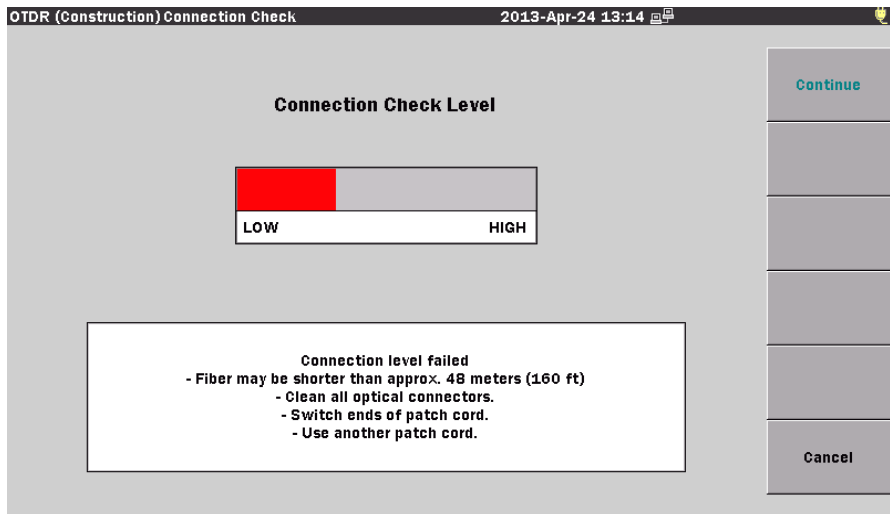 OTDR (Construction) Connection Check 2013-Apr-24 13:14
Continue
Connection Check Level
LOW HIGH
Connection level failed
- Fiber may be shorter than approx. 48 meters (160 ft)
- Clean all optical connectors.
- Switch ends of patch cord.
- Use another patch cord.
Cancel